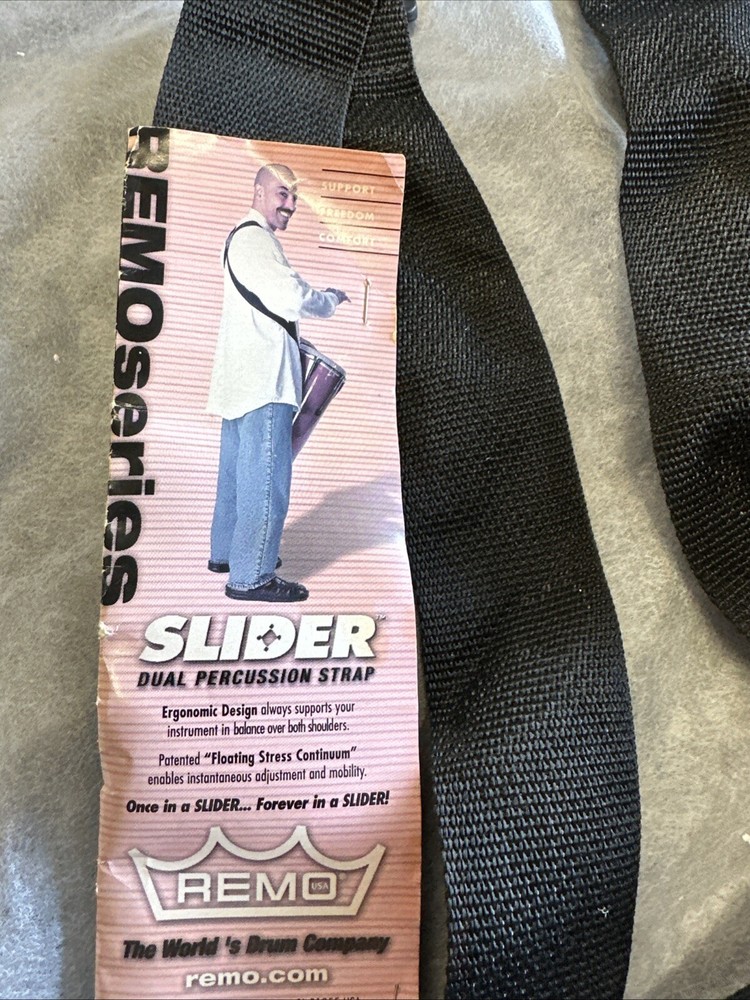 REMOseries
SUPPORT
FREEDOM
COMFORT
SLIDER™
DUAL PERCUSSION STRAP
Ergonomic Design always supports your
instrument in balance over both shoulders.
Patented "Floating Stress Continuum"
enables instantaneous adjustment and mobility.
Once in a SLIDER... Forever in a SLIDER!
REMO USA
The World 's Drum Company
remo.com